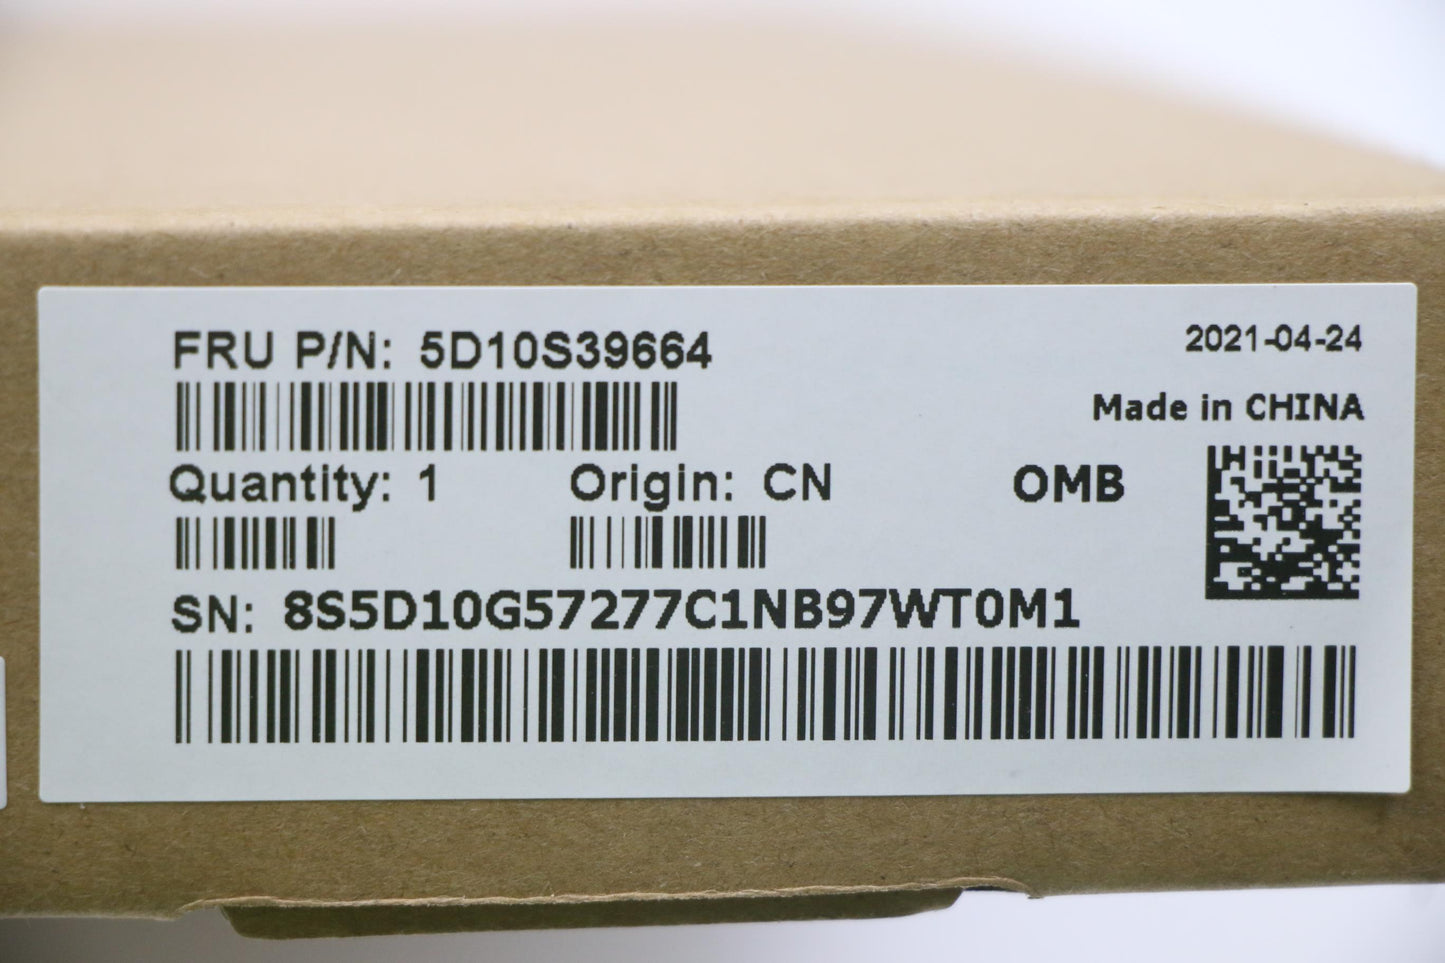 FRU P/N: 5D10S39664
2021-04-24
Made in CHINA
Quantity: 1 Origin: CN OMB
SN: 8S5D10G57277C1NB97WT0M1